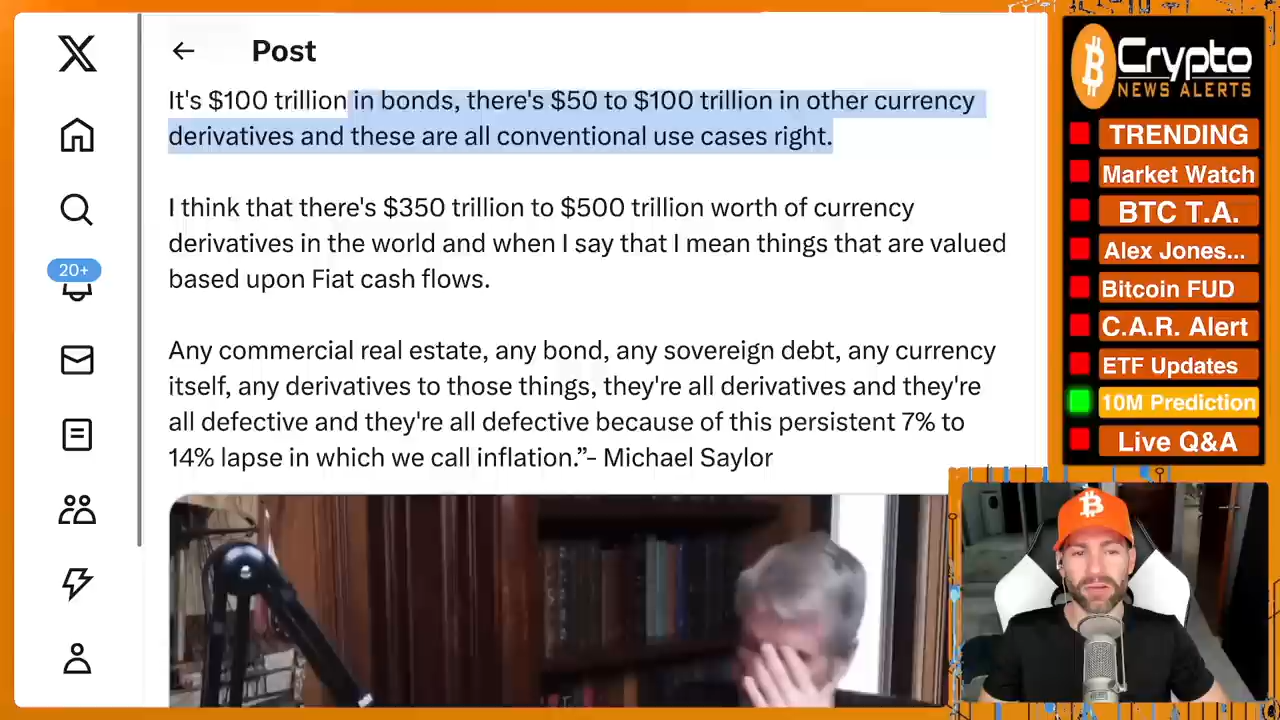 Post
It's $100 trillion in bonds, there's $50 to $100 trillion in other currency
derivatives and these are all conventional use cases right.
I think that there's $350 trillion to $500 trillion worth of currency
derivatives in the world and when I say that I mean things that are valued
based upon Fiat cash flows.
Any commercial real estate, any bond, any sovereign debt, any currency
itself, any derivatives to those things, they're all derivatives and they're
all defective and they're all defective because of this persistent 7% to
14% lapse in which we call inflation.”- Michael Saylor
20+
Crypto
NEWS ALERTS
TRENDING
Market Watch
BTC T.A.
Alex Jones...
Bitcoin FUD
C.A.R. Alert
ETF Updates
10M Prediction
Live Q&A